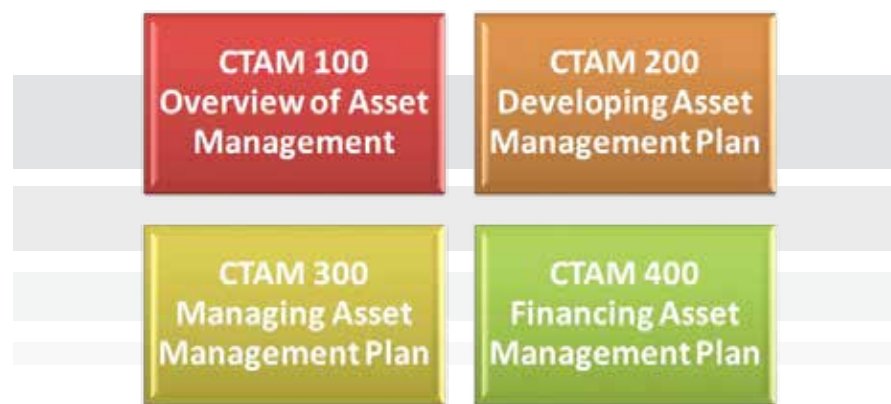 CTAM 100
Overview of Asset
Management
CTAM 200
Developing Asset
Management Plan
CTAM 300
Managing Asset
Management Plan
CTAM 400
Financing Asset
Management Plan